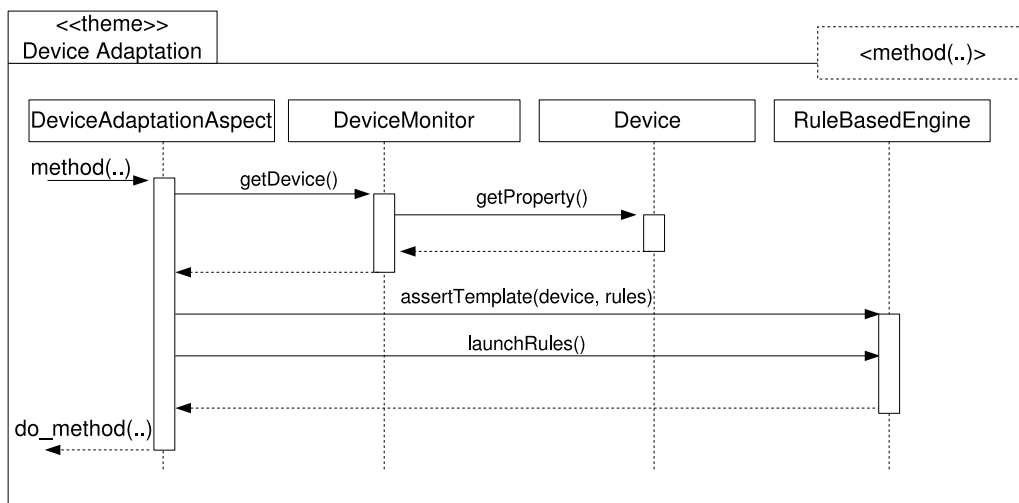 <<theme>>
Device Adaptation
<method(..)>
DeviceAdaptationAspect
DeviceMonitor
Device
RuleBasedEngine
method(..)
getDevice()
getProperty()
assertTemplate(device, rules)
launchRules()
do_method(..)